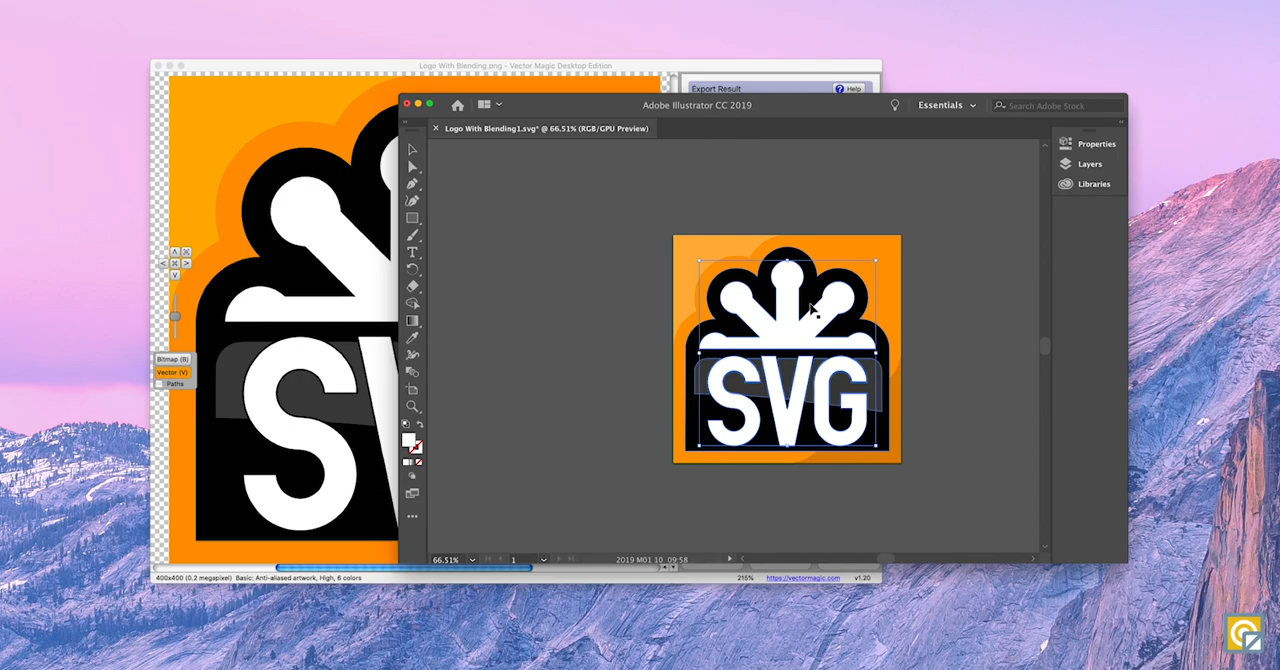 Logo With Blending.png - Vector Magic Desktop Edition
Export Result
Help
Adobe Illustrator CC 2019
Essentials
Search Adobe Stock
Logo With Blending1.svg* @ 66.51% (RGB/GPU Preview)
Properties
Layers
Libraries
Bitmap (B)
Vector (V)
Paths
SV
SVG
66.51%
1
2019 M01 10 09:58
400x400 (0.2 megapixel) Basic: Anti-aliased artwork, High, 6 colors
215%
https://vectormagic.com
v1.20